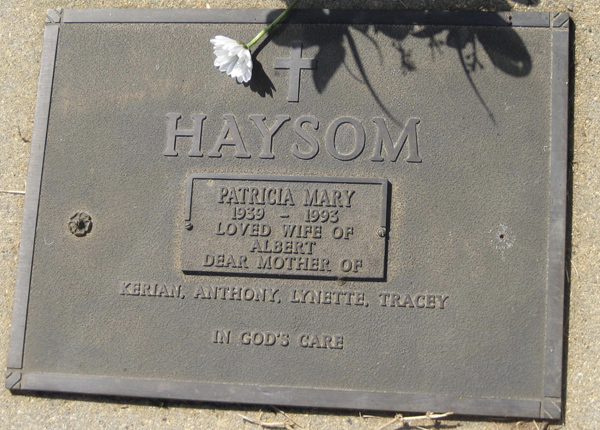 HAYSOM
PATRICIA MARY
1939 - 1993
LOVED WIFE OF
ALBERT
DEAR MOTHER OF
KERIAN, ANTHONY, LYNETTE, TRACEY
IN GOD'S CARE